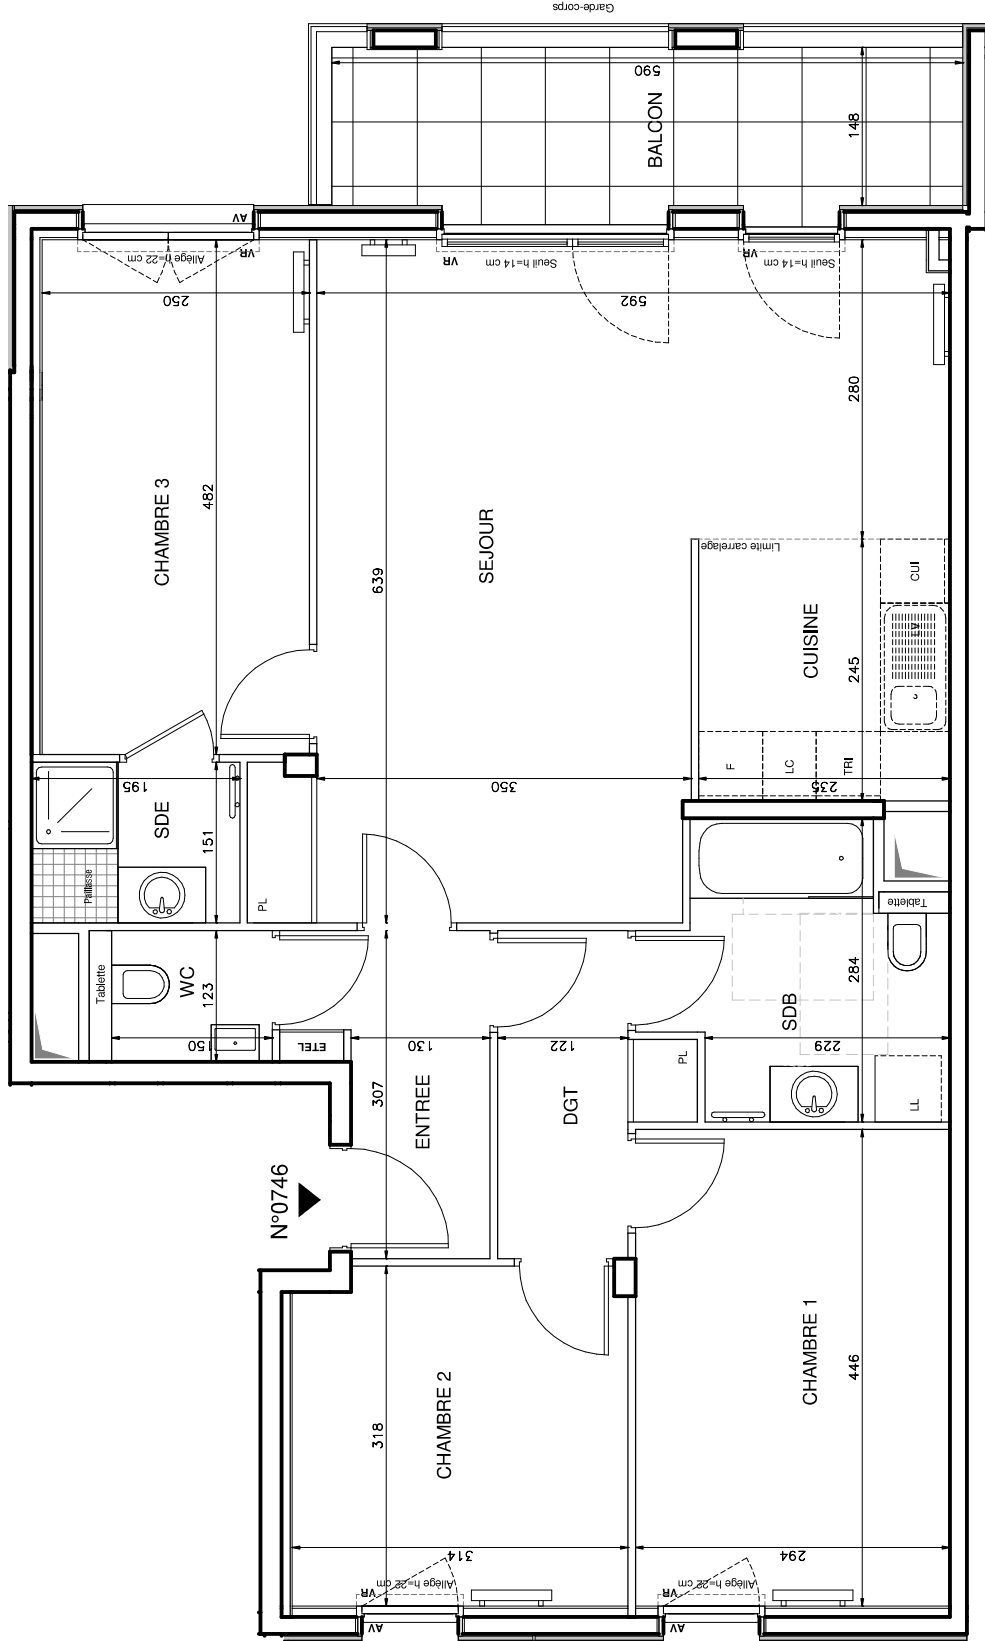 Garde-corps
590
BALCON
148
AV
VR
Allège h=22 cm
VR
Seuil h=14 cm
VR
Seuil h=14 cm
250
592
280
482
CHAMBRE 3
639
SEJOUR
Limite carrelage
CUI
LV
CUISINE
245
F
LC
TRI
195
350
235
SDE
151
Paillasse
PL
Tablette
Tablette
WC
123
284
SDB
150
ETEL
130
122
229
PL
LL
307
ENTREE
DGT
N°0746
CHAMBRE 1
446
CHAMBRE 2
318
314
294
Allège h=22 cm
VR
AV
Allège h=22 cm
VR
AV